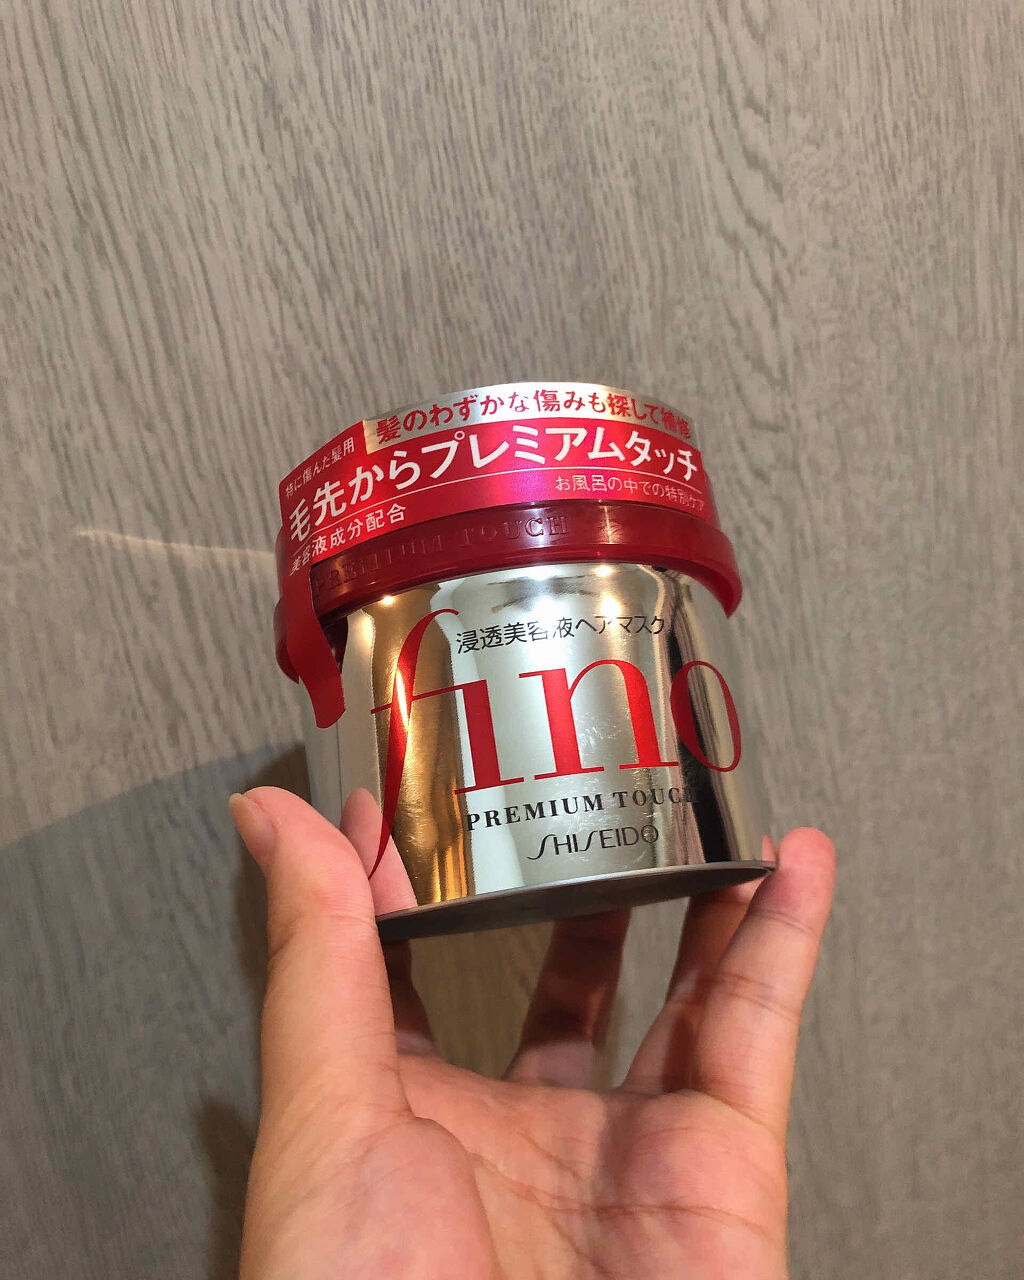 髪のわずかな傷みも探して補修
特に傷んだ髪用
毛先からプレミアムタッチ
美容液成分配合
お風呂の中での特別ケア
PREMIUM TOUCH
浸透美容液ヘアマスク
fino
PREMIUM TOUCH
SHISEIDO